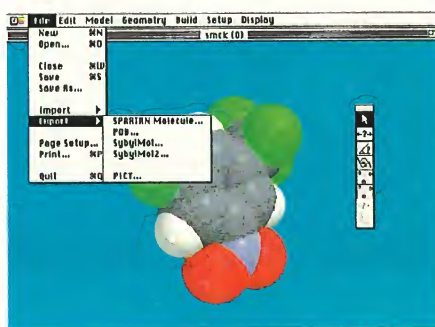 File Edit Model Geometry Build Setup Display
smck (0)
New ⌘N
Open... ⌘O
Close ⌘W
Save ⌘S
Save As...
Import
Export
SPARTAN Molecule...
PDB...
Page Setup...
SybylMol...
Print... ⌘P
SybylMol2...
Quit ⌘Q
PICT...